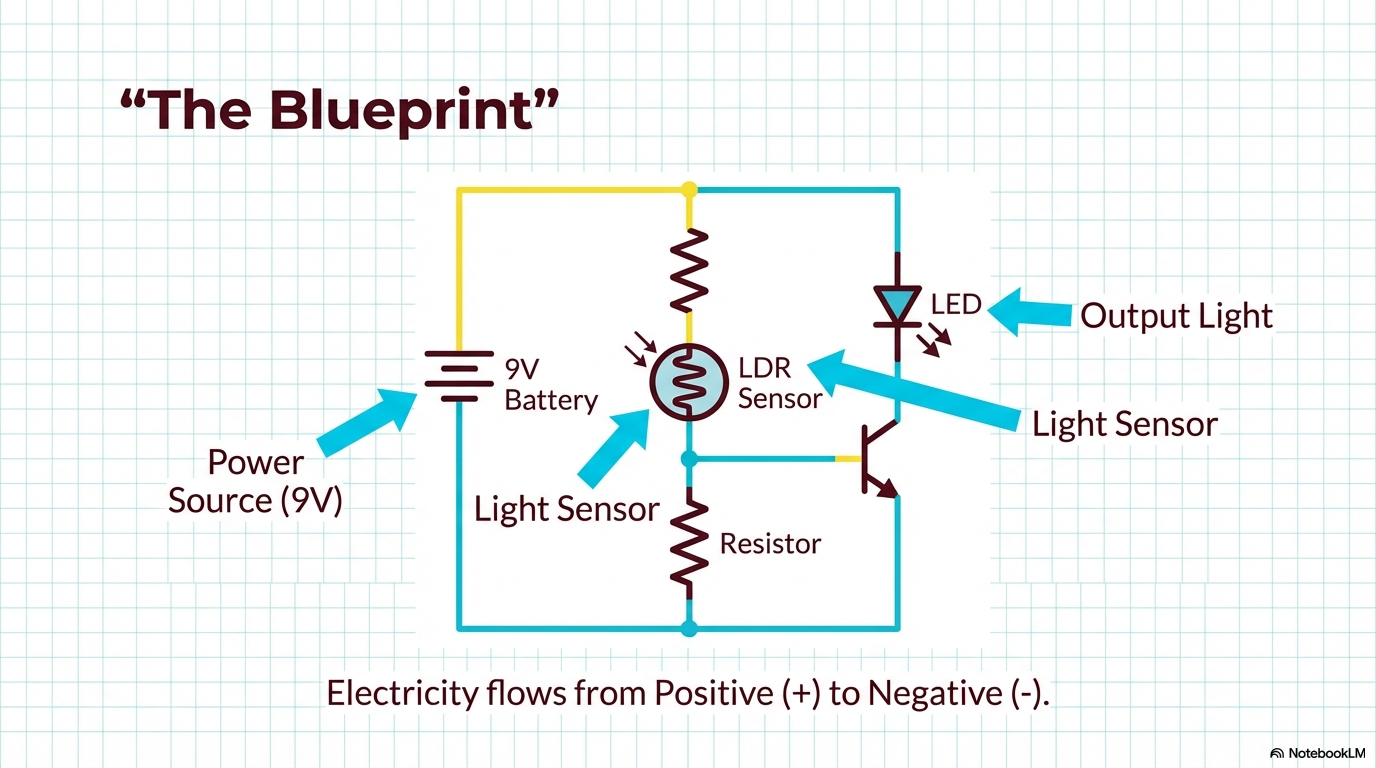 “The Blueprint”
9V
Battery
LDR
Sensor
LED
Output Light
Light Sensor
Power
Source (9V)
Light Sensor
Resistor
Electricity flows from Positive (+) to Negative (-).
NotebookLM